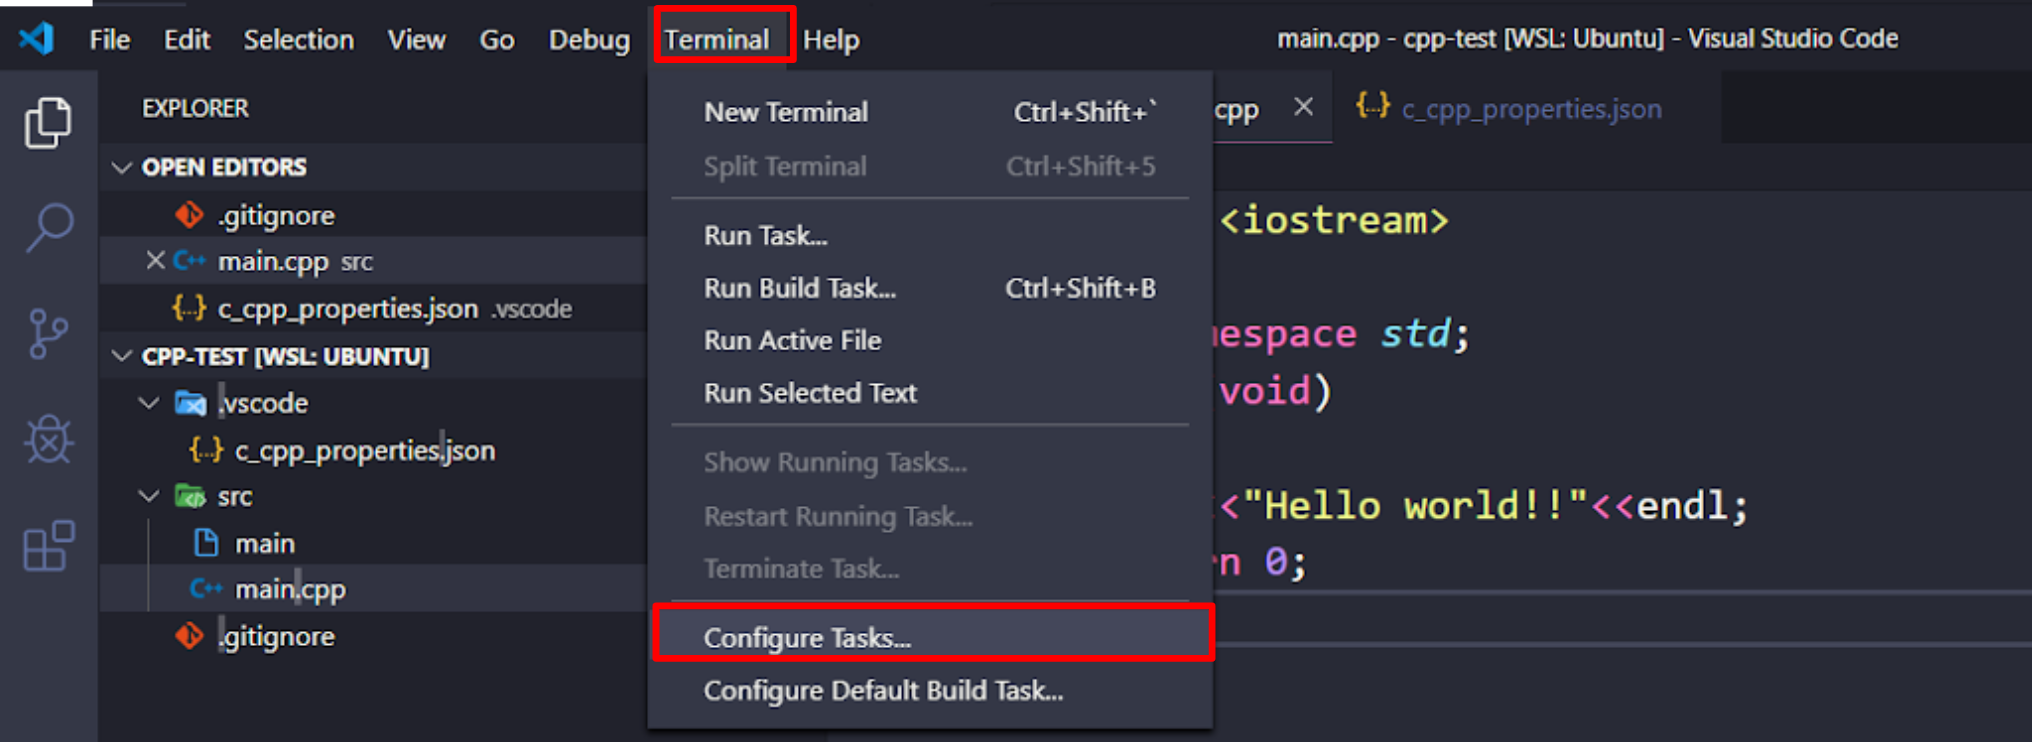 File Edit Selection View Go Debug Terminal Help main.cpp - cpp-test [WSL: Ubuntu] - Visual Studio Code
EXPLORER
OPEN EDITORS
.gitignore
main.cpp src
c_cpp_properties.json .vscode
CPP-TEST [WSL: UBUNTU]
.vscode
c_cpp_properties.json
src
main
main.cpp
.gitignore
New Terminal Ctrl+Shift+`
Split Terminal Ctrl+Shift+5
Run Task...
Run Build Task... Ctrl+Shift+B
Run Active File
Run Selected Text
Show Running Tasks...
Restart Running Task...
Terminate Task...
Configure Tasks...
Configure Default Build Task...
cpp {..} c_cpp_properties.json
<iostream>
espace std;
void)
<"Hello world!!"<<endl;
n 0;